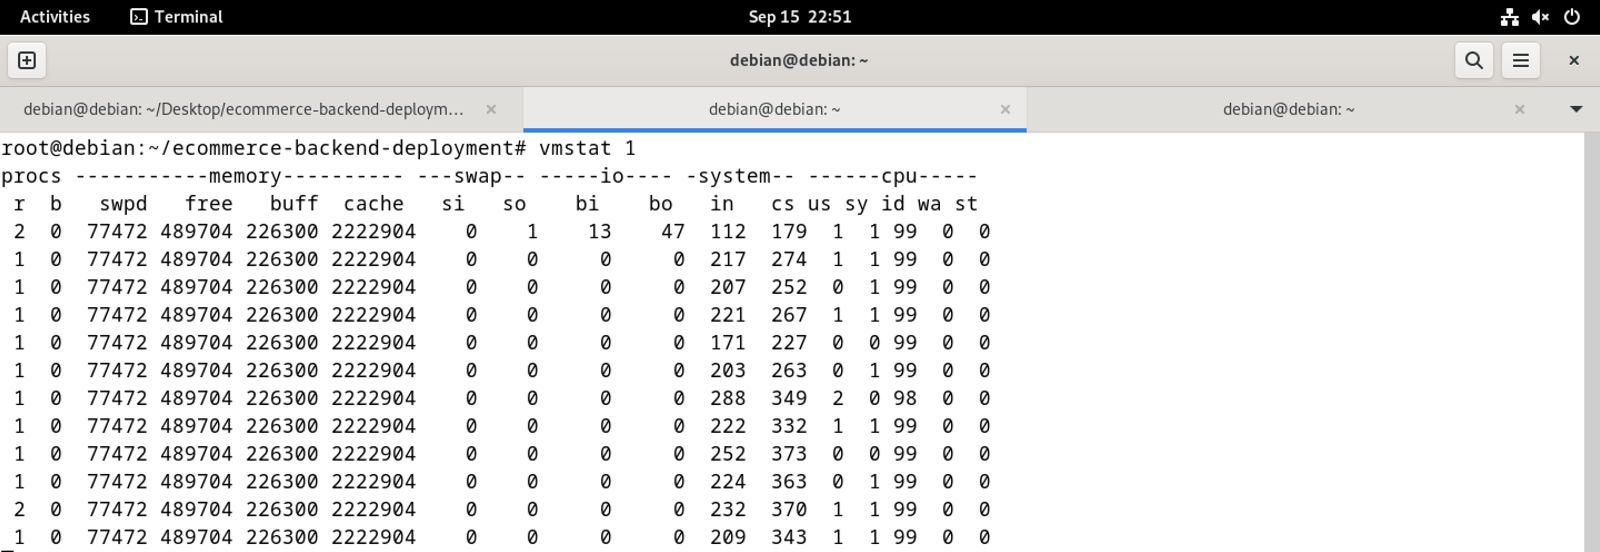 Activities Terminal Sep 15 22:51
debian@debian: ~
debian@debian: ~/Desktop/ecommerce-backend-deploym... × debian@debian: ~ × debian@debian: ~ ×
root@debian:~/ecommerce-backend-deployment# vmstat 1
procs -----------memory---------- ---swap-- -----io---- -system-- ------cpu-----
 r  b   swpd   free   buff  cache   si   so    bi    bo   in   cs us sy id wa st
 2  0  77472 489704 226300 2222904    0    1    13    47  112  179  1  1 99  0  0
 1  0  77472 489704 226300 2222904    0    0     0     0  217  274  1  1 99  0  0
 1  0  77472 489704 226300 2222904    0    0     0     0  207  252  0  1 99  0  0
 1  0  77472 489704 226300 2222904    0    0     0     0  221  267  1  1 99  0  0
 1  0  77472 489704 226300 2222904    0    0     0     0  171  227  0  0 99  0  0
 1  0  77472 489704 226300 2222904    0    0     0     0  203  263  0  1 99  0  0
 1  0  77472 489704 226300 2222904    0    0     0     0  288  349  2  0 98  0  0
 1  0  77472 489704 226300 2222904    0    0     0     0  222  332  1  1 99  0  0
 1  0  77472 489704 226300 2222904    0    0     0     0  252  373  0  0 99  0  0
 1  0  77472 489704 226300 2222904    0    0     0     0  224  363  0  1 99  0  0
 2  0  77472 489704 226300 2222904    0    0     0     0  232  370  1  1 99  0  0
 1  0  77472 489704 226300 2222904    0    0     0     0  209  343  1  1 99  0  0